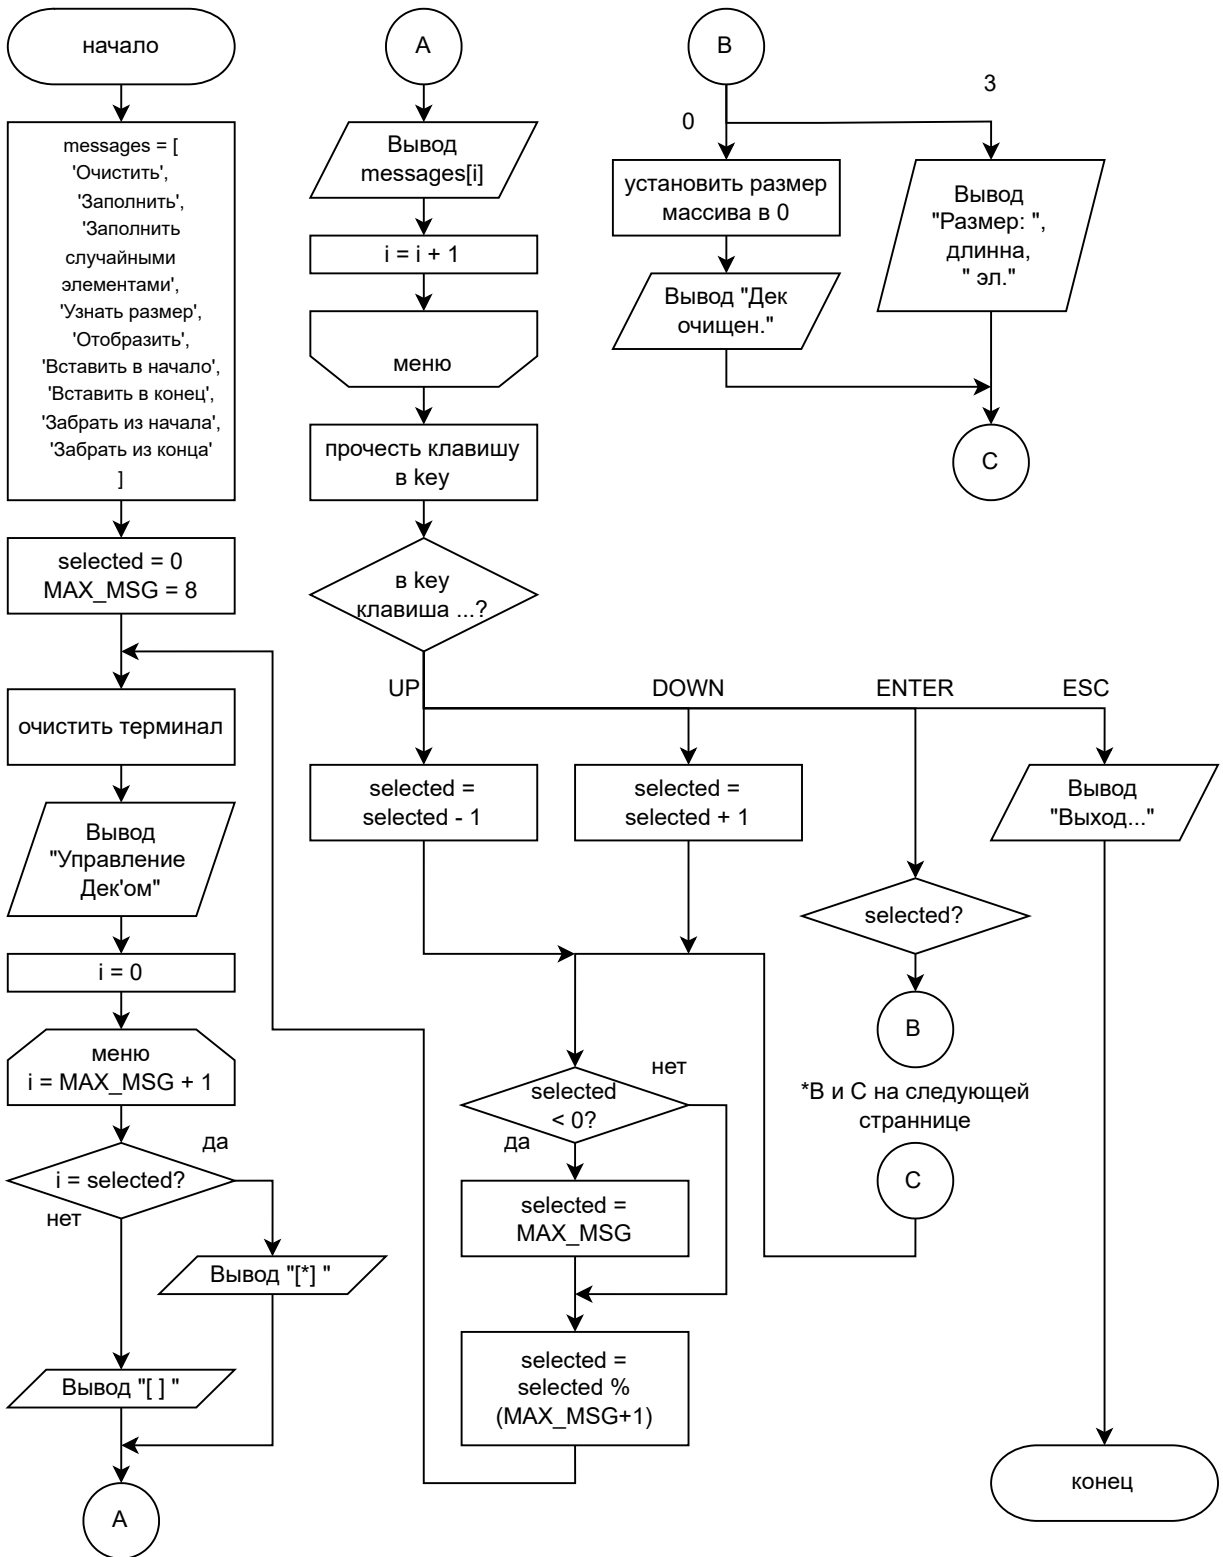 начало
messages = [
'Очистить',
'Заполнить',
'Заполнить
случайными
элементами',
'Узнать размер',
'Отобразить',
'Вставить в начало',
'Вставить в конец',
'Забрать из начала',
'Забрать из конца'
]
selected = 0
MAX_MSG = 8
очистить терминал
Вывод
"Управление
Дек'ом"
i = 0
меню
i = MAX_MSG + 1
да
i = selected?
нет
Вывод "[*] "
Вывод "[ ] "
A
A
Вывод
messages[i]
i = i + 1
меню
прочесть клавишу
в key
в key
клавиша ...?
UP
DOWN
ENTER
ESC
selected =
selected - 1
selected =
selected + 1
Вывод
"Выход..."
selected?
B
*B и C на следующей
страннице
C
нет
selected
< 0?
да
selected =
MAX_MSG
selected =
selected %
(MAX_MSG+1)
конец
B
3
0
установить размер
массива в 0
Вывод "Дек
очищен."
Вывод
"Размер: ",
длинна,
" эл."
C